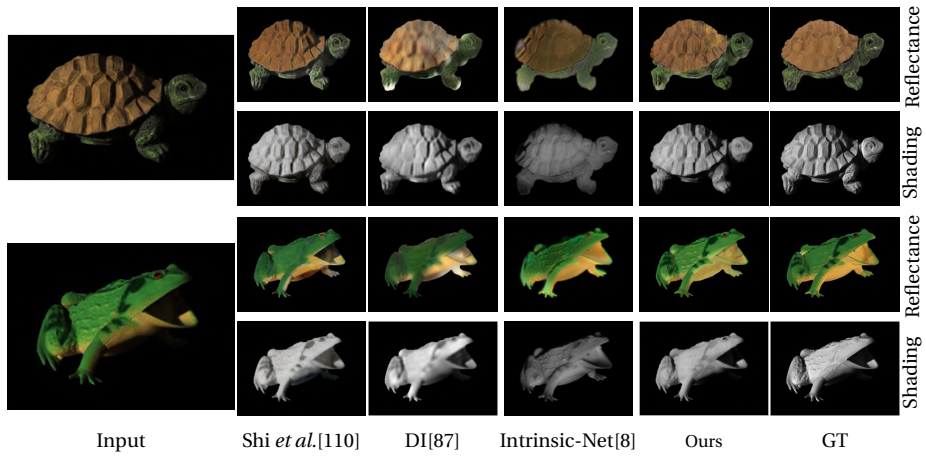 Reflectance
Shading
Reflectance
Shading
Input
Shi et al.[110]
DI[87]
Intrinsic-Net[8]
Ours
GT